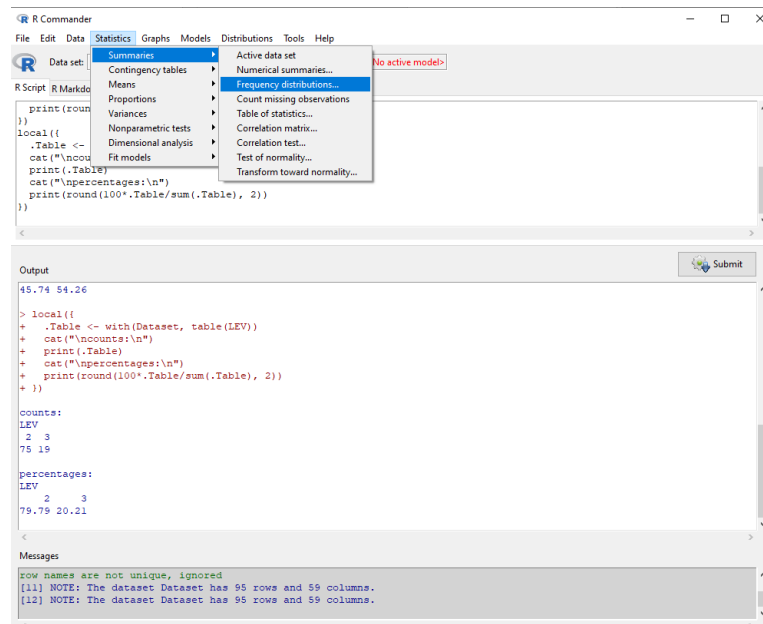 R Commander
File Edit Data Statistics Graphs Models Distributions Tools Help
Data set: No active model>
Summaries
Contingency tables
Means
Proportions
Variances
Nonparametric tests
Dimensional analysis
Fit models
Active data set
Numerical summaries...
Frequency distributions...
Count missing observations
Table of statistics...
Correlation matrix...
Correlation test...
Test of normality...
Transform toward normality...
R Script R Markdo
print(roun
})
local({
.Table <-
cat("\ncou
print(.Table)
cat("\npercentages:\n")
print(round(100*.Table/sum(.Table), 2))
})
Submit
Output
45.74 54.26
> local({
+ .Table <- with(Dataset, table(LEV))
+ cat("\ncounts:\n")
+ print(.Table)
+ cat("\npercentages:\n")
+ print(round(100*.Table/sum(.Table), 2))
+ })
counts:
LEV
2 3
75 19
percentages:
LEV
2 3
79.79 20.21
Messages
row names are not unique, ignored
[11] NOTE: The dataset Dataset has 95 rows and 59 columns.
[12] NOTE: The dataset Dataset has 95 rows and 59 columns.